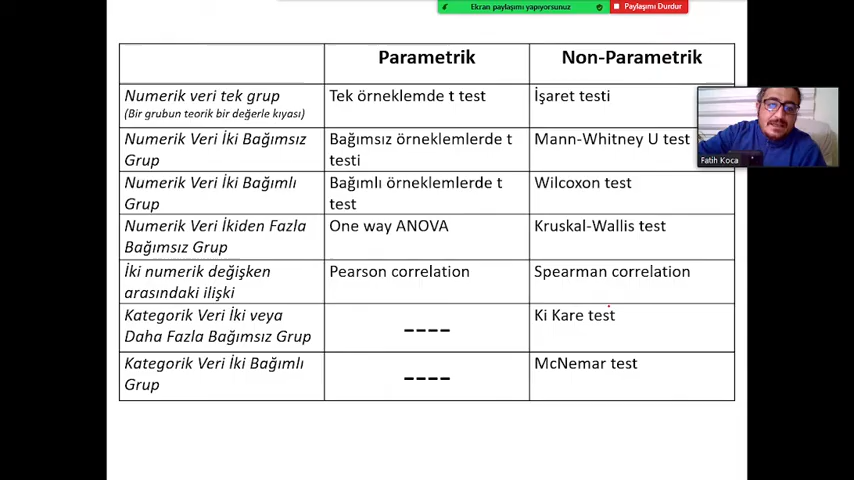 Ekran paylaşımı yapıyorsunuz
Paylaşımı Durdur
Parametrik
Non-Parametrik
Numerik veri tek grup
(Bir grubun teorik bir değerle kıyası)
Tek örneklemde t test
İşaret testi
Numerik Veri İki Bağımsız
Grup
Bağımsız örneklemlerde t
testi
Mann-Whitney U test
Numerik Veri İki Bağımlı
Grup
Bağımlı örneklemlerde t
test
Wilcoxon test
Numerik Veri İkiden Fazla
Bağımsız Grup
One way ANOVA
Kruskal-Wallis test
İki numerik değişken
arasındaki ilişki
Pearson correlation
Spearman correlation
Kategorik Veri İki veya
Daha Fazla Bağımsız Grup
----
Ki Kare test
Kategorik Veri İki Bağımlı
Grup
----
McNemar test
Fatih Koca